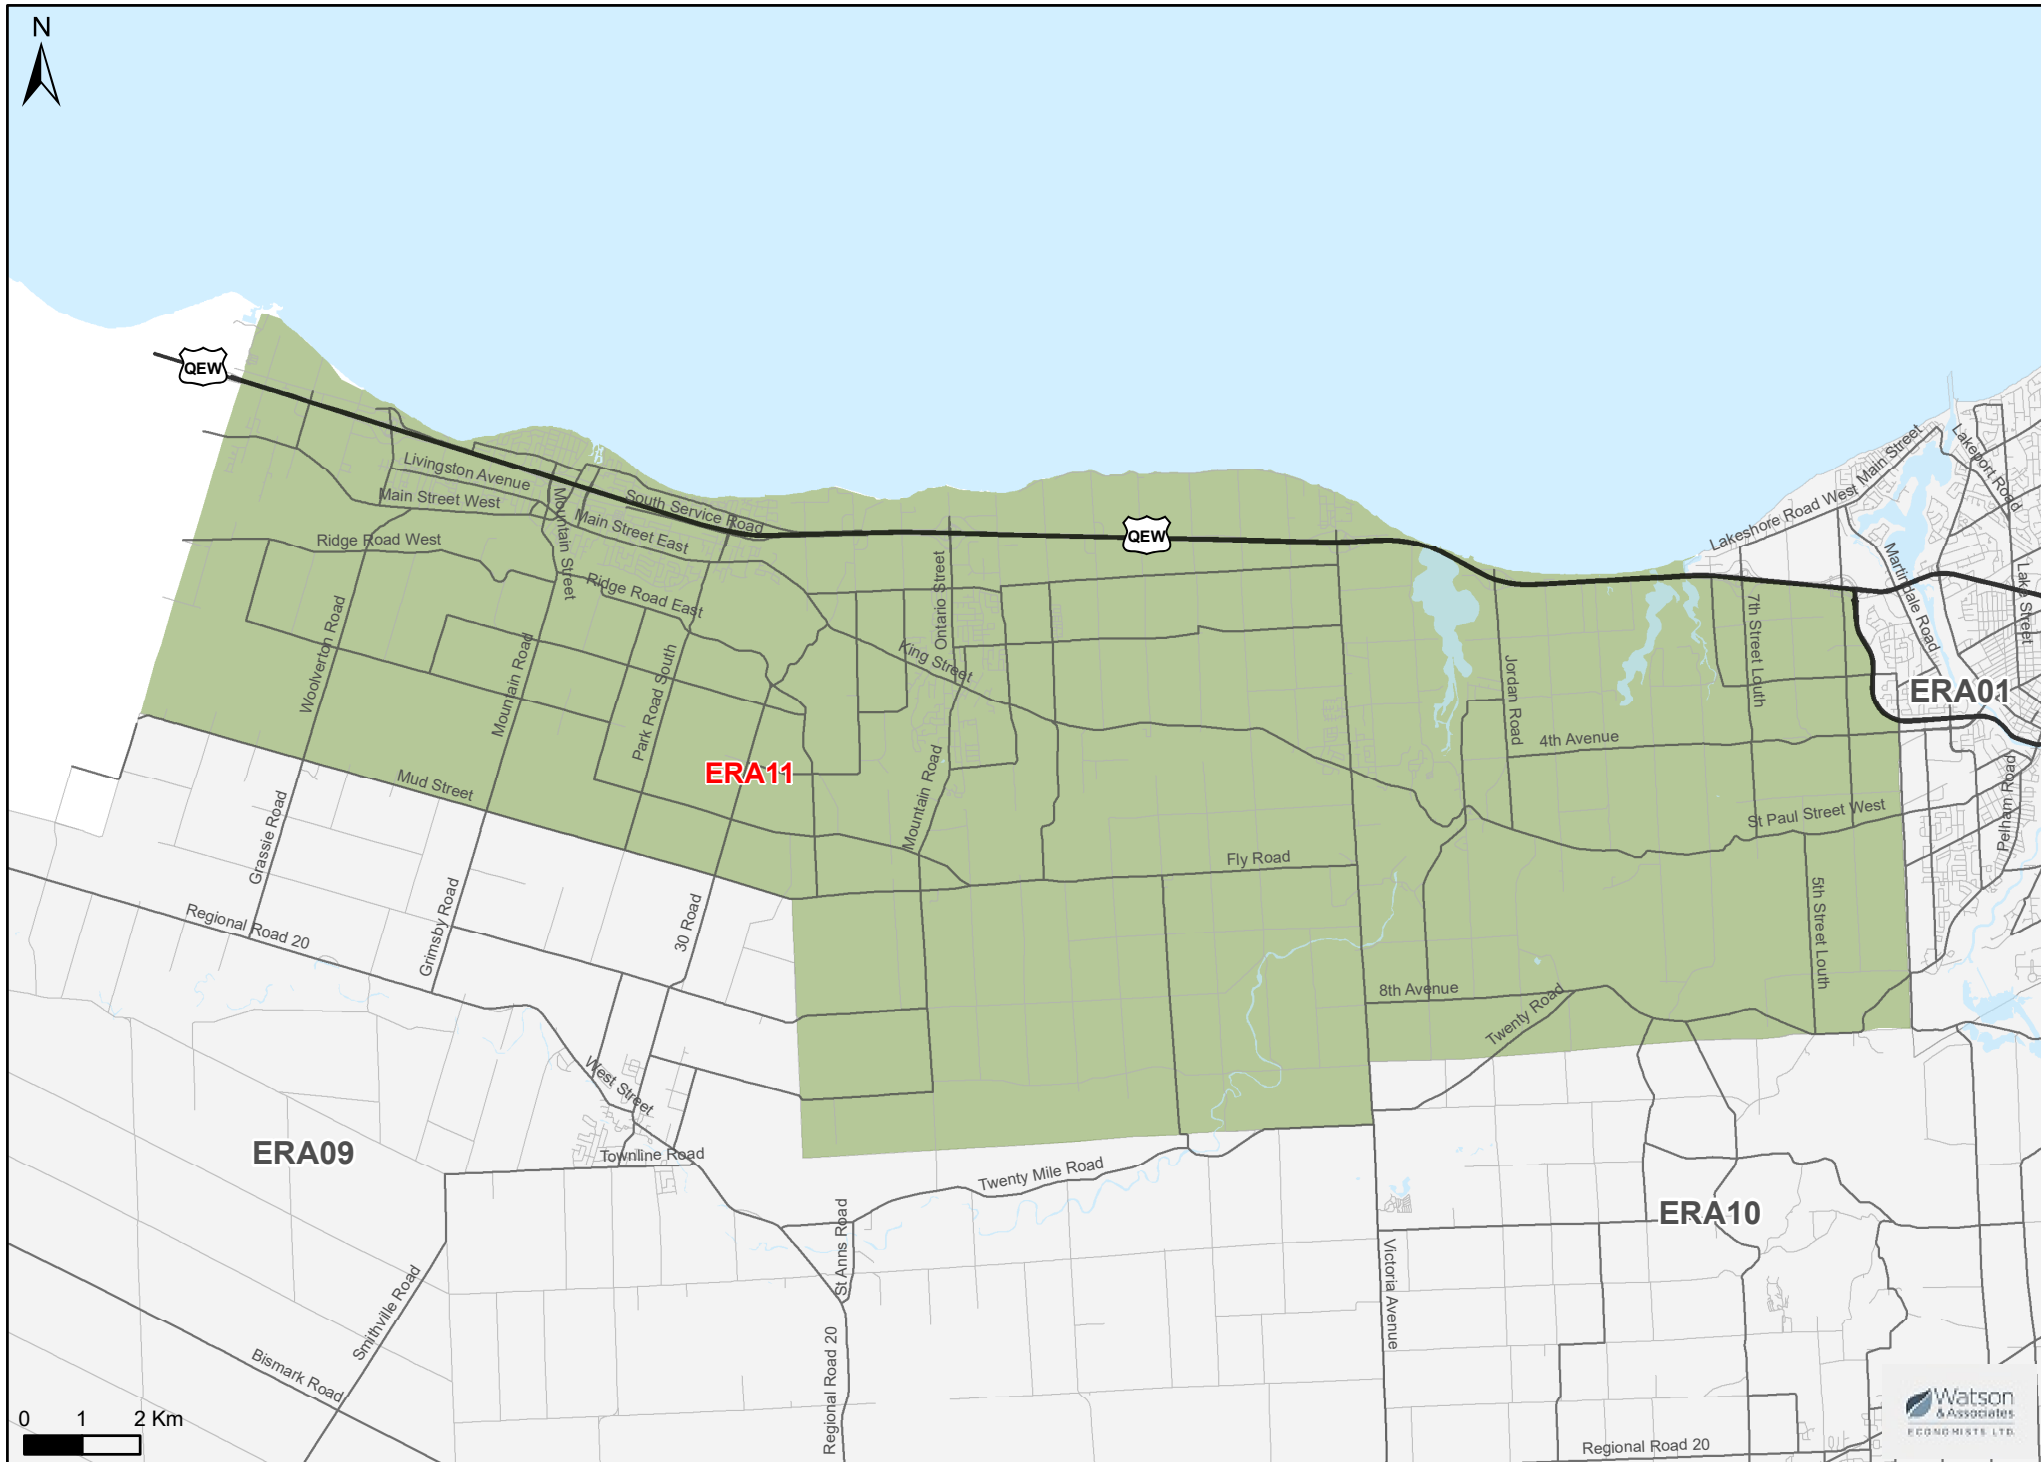 N
QEW
Livingston Avenue
Main Street West
Mountain Street
South Service Road
Main Street East
QEW
Ridge Road West
Ridge Road East
Ontario Street
Woolverton Road
Mountain Road
Park Road South
King Street
ERA11
Mountain Road
Mud Street
Fly Road
Grassie Road
Grimsby Road
30 Road
Regional Road 20
West Street
Townline Road
ERA09
Twenty Mile Road
St Anns Road
Regional Road 20
Smithville Road
Bismark Road
Lakeshore Road West
Main Street
Lakeport Road
Martindale Road
Lake Street
7th Street Louth
Jordan Road
ERA01
4th Avenue
St Paul Street West
Pelham Road
5th Street Louth
8th Avenue
Twenty Road
ERA10
Victoria Avenue
Regional Road 20
0 1 2 Km
Watson
& Associates
ECONOMISTS LTD.